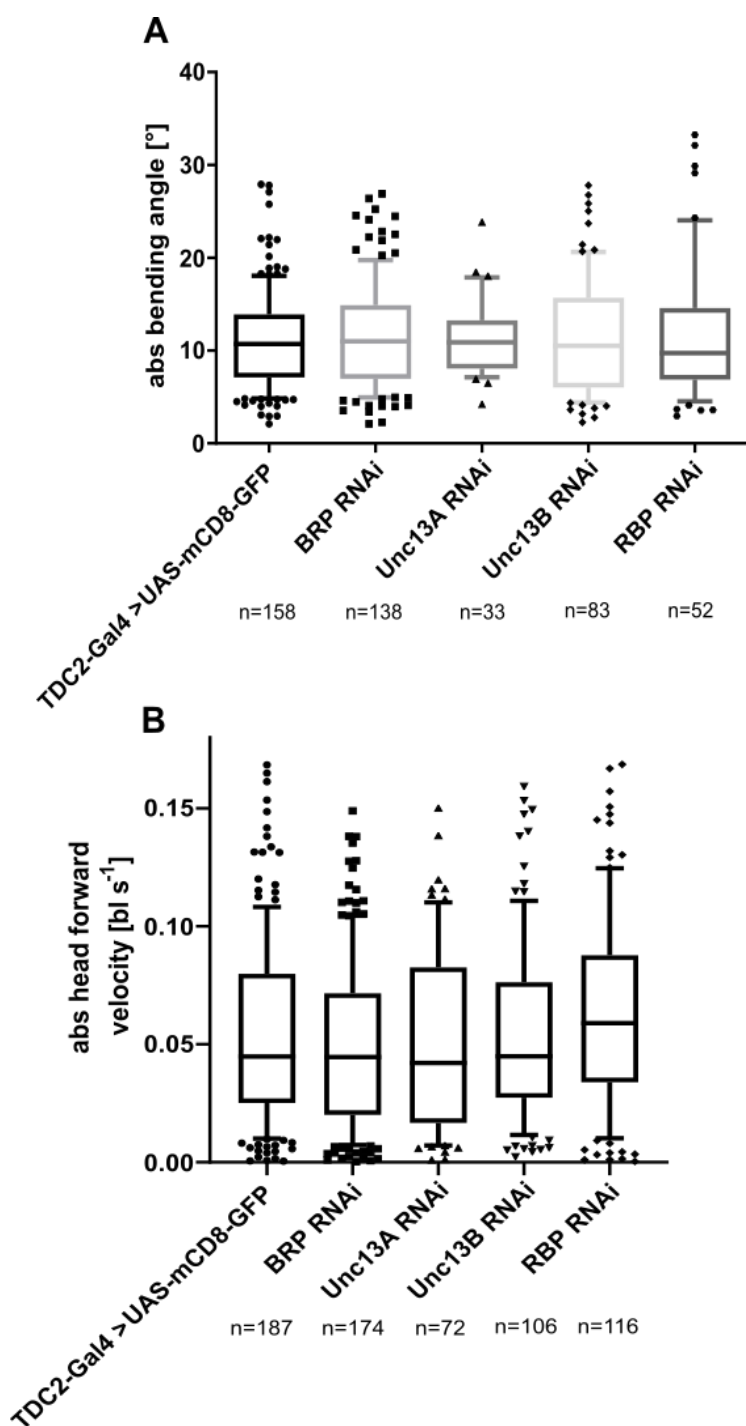 A
abs bending angle [°]
40
30
20
10
0
TDC2-Gal4 >UAS-mCD8-GFP
BRP RNAi
Unc13A RNAi
Unc13B RNAi
RBP RNAi
n=158 n=138 n=33 n=83 n=52
B
abs head forward
velocity [bl s⁻¹]
0.15
0.10
0.05
0.00
TDC2-Gal4 >UAS-mCD8-GFP
BRP RNAi
Unc13A RNAi
Unc13B RNAi
RBP RNAi
n=187 n=174 n=72 n=106 n=116